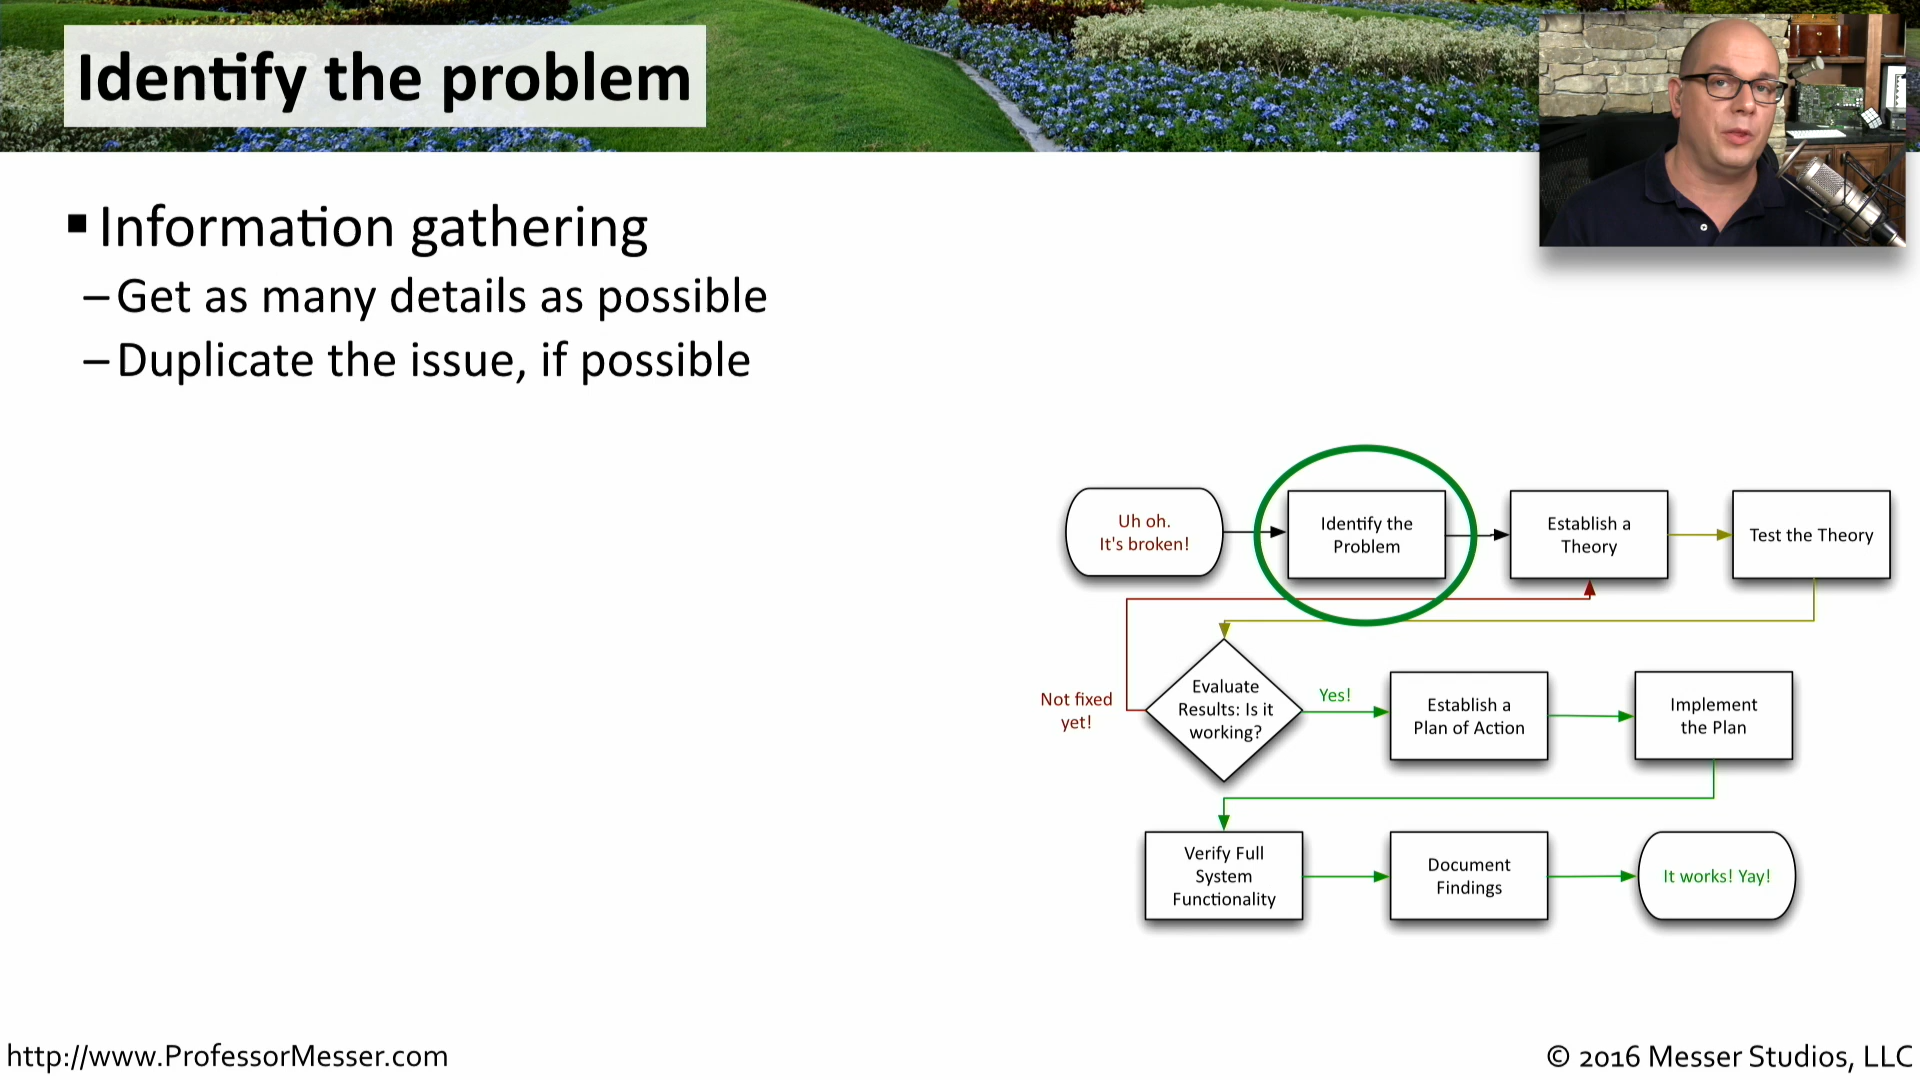 Identify the problem
▪ Information gathering
– Get as many details as possible
– Duplicate the issue, if possible
Uh oh.
It's broken!
Identify the
Problem
Establish a
Theory
Test the Theory
Not fixed
yet!
Evaluate
Results: Is it
working?
Yes!
Establish a
Plan of Action
Implement
the Plan
Verify Full
System
Functionality
Document
Findings
It works! Yay!
http://www.ProfessorMesser.com
© 2016 Messer Studios, LLC